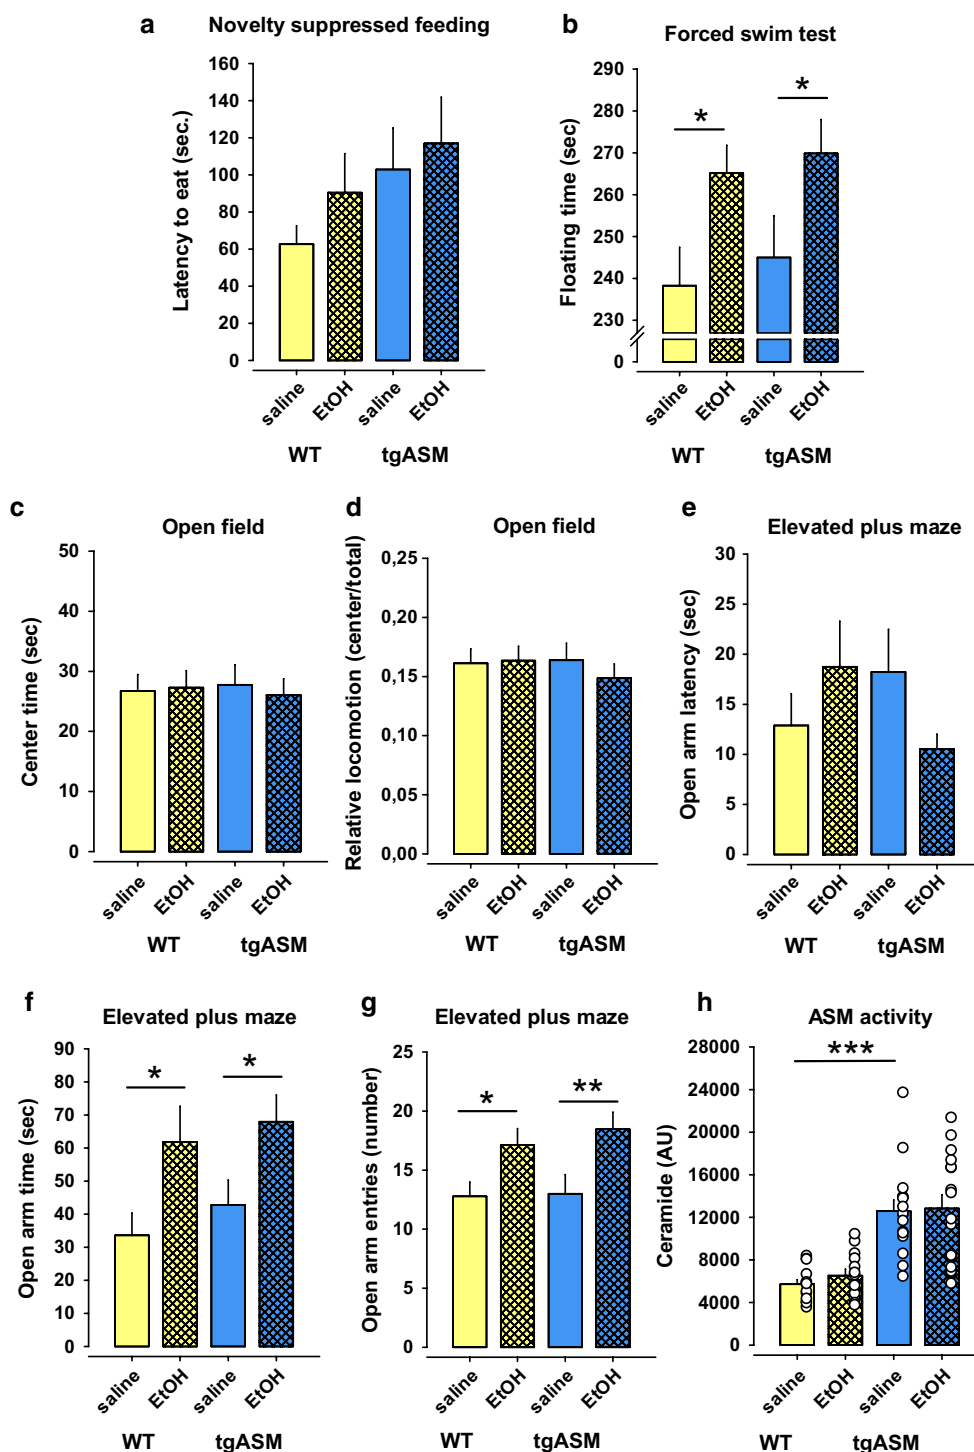 a Novelty suppressed feeding
Latency to eat (sec.)
160
140
120
100
80
60
40
20
0
saline EtOH saline EtOH
WT tgASM
b Forced swim test
Floating time (sec)
290
280
270
260
250
240
230
0
* *
saline EtOH saline EtOH
WT tgASM
c Open field
Center time (sec)
50
40
30
20
10
0
saline EtOH saline EtOH
WT tgASM
d Open field
Relative locomotion (center/total)
0,25
0,20
0,15
0,10
0,05
0,00
saline EtOH saline EtOH
WT tgASM
e Elevated plus maze
Open arm latency (sec)
30
25
20
15
10
5
0
saline EtOH saline EtOH
WT tgASM
f Elevated plus maze
Open arm time (sec)
90
80
70
60
50
40
30
20
10
0
* *
saline EtOH saline EtOH
WT tgASM
g Elevated plus maze
Open arm entries (number)
25
20
15
10
5
0
* **
saline EtOH saline EtOH
WT tgASM
h ASM activity
Ceramide (AU)
28000
24000
20000
16000
12000
8000
4000
0
***
saline EtOH saline EtOH
WT tgASM